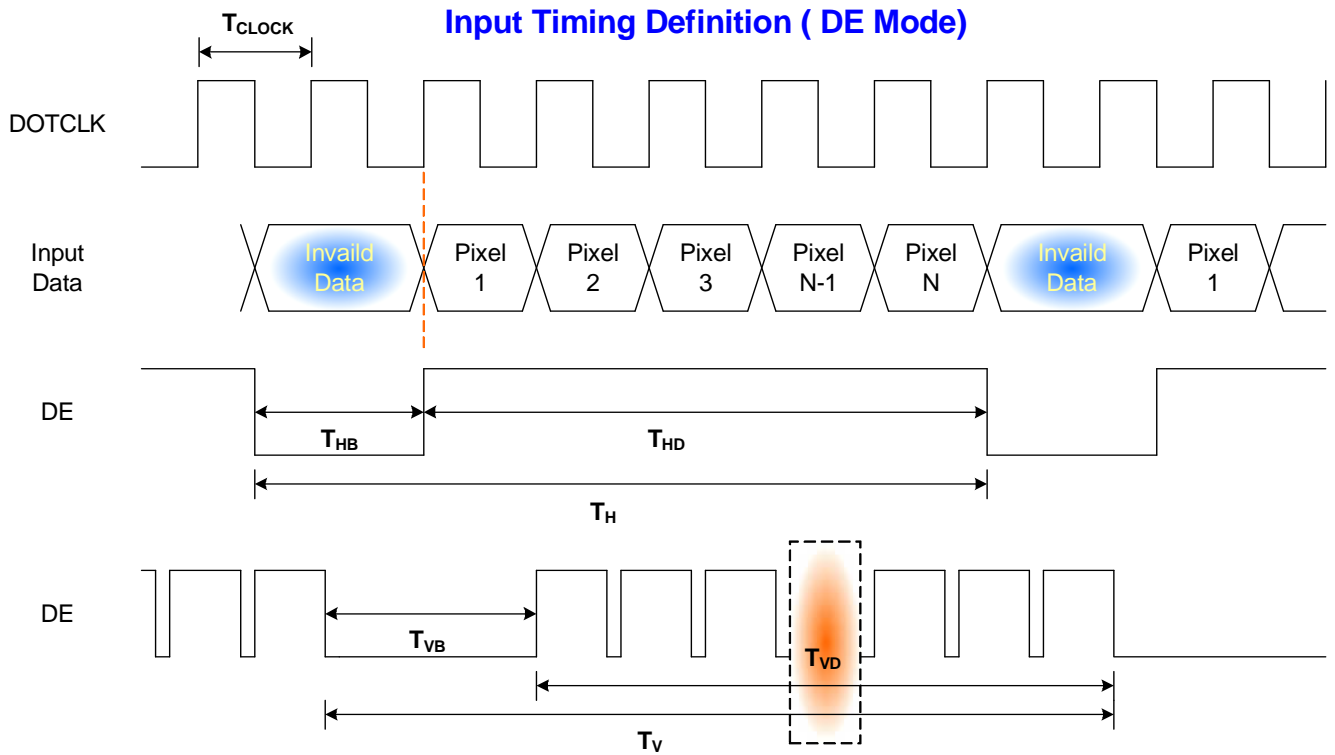 Input Timing Definition ( DE Mode)
TCLOCK
DOTCLK
Input
Data
Invaild
Data
Pixel
1
Pixel
2
Pixel
3
Pixel
N-1
Pixel
N
Invaild
Data
Pixel
1
DE
THB
THD
TH
DE
TVB
TVD
TV